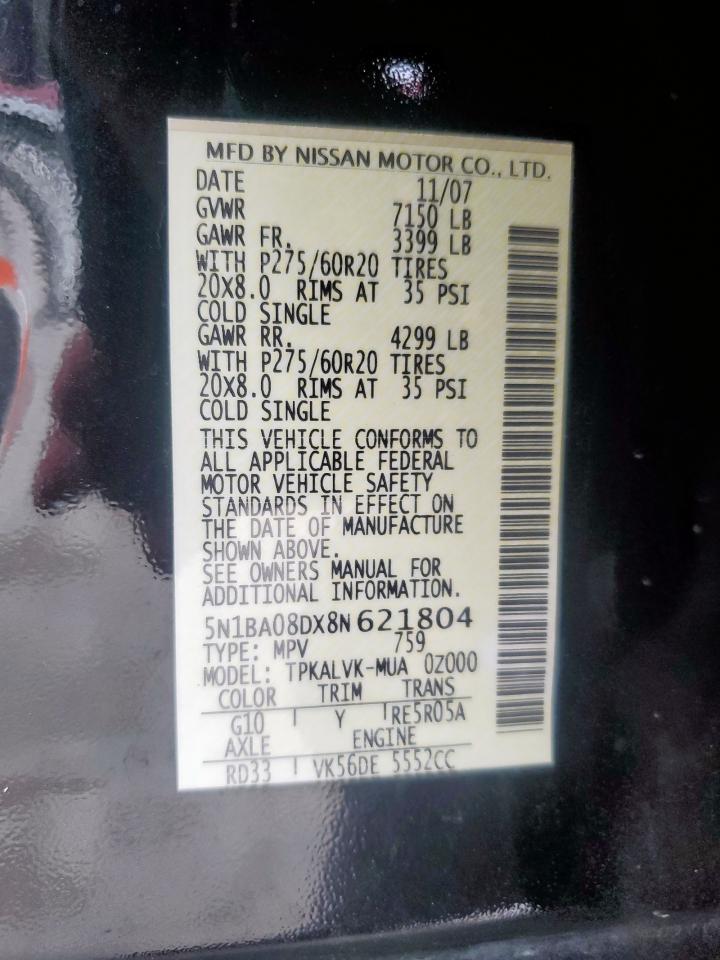 MFD BY NISSAN MOTOR CO., LTD.
DATE 11/07
GVWR 7150 LB
GAWR FR. 3399 LB
WITH P275/60R20 TIRES
20X8.0 RIMS AT 35 PSI
COLD SINGLE
GAWR RR. 4299 LB
WITH P275/60R20 TIRES
20X8.0 RIMS AT 35 PSI
COLD SINGLE
THIS VEHICLE CONFORMS TO
ALL APPLICABLE FEDERAL
MOTOR VEHICLE SAFETY
STANDARDS IN EFFECT ON
THE DATE OF MANUFACTURE
SHOWN ABOVE.
SEE OWNERS MANUAL FOR
ADDITIONAL INFORMATION.
5N1BA08DX8N621804
TYPE: MPV 759
MODEL: TPKALVK-MUA 0Z000
COLOR TRIM TRANS
G10 Y RE5R05A
AXLE ENGINE
RD33 VK56DE 5552CC